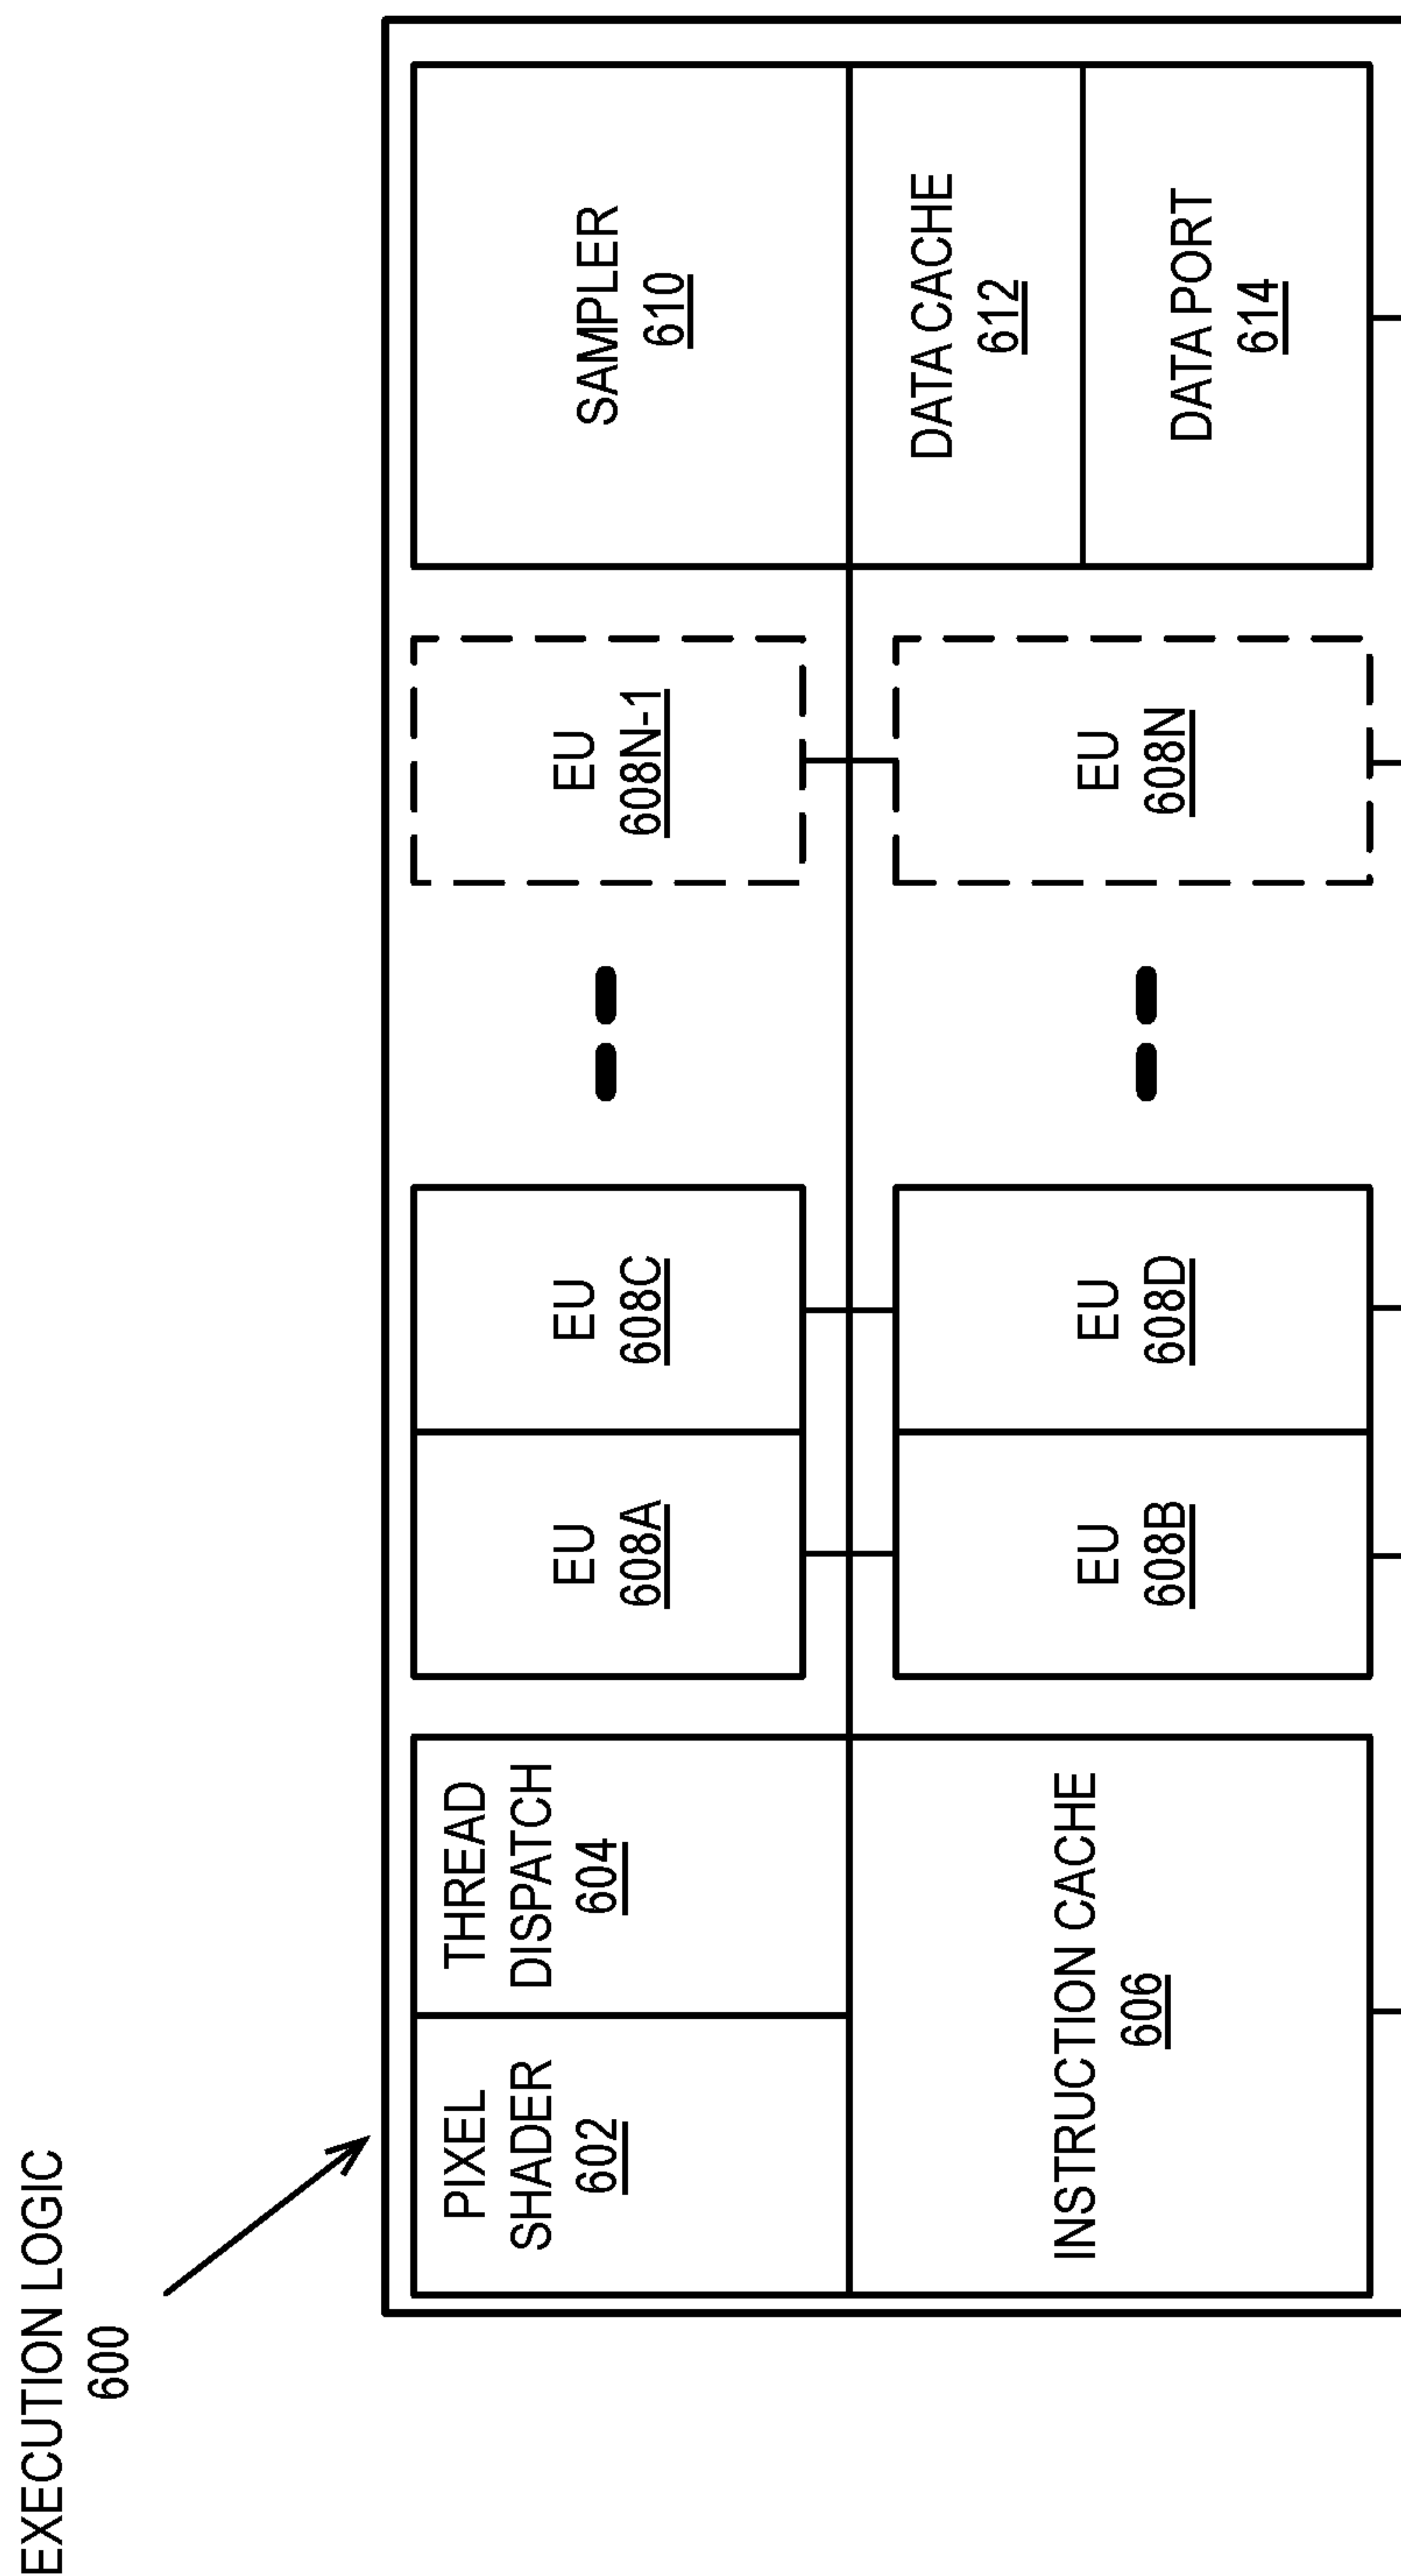 EXECUTION LOGIC
600
PIXEL
SHADER
602
THREAD
DISPATCH
604
INSTRUCTION CACHE
606
EU
608A
EU
608C
EU
608B
EU
608D
EU
608N-1
EU
608N
SAMPLER
610
DATA CACHE
612
DATA PORT
614